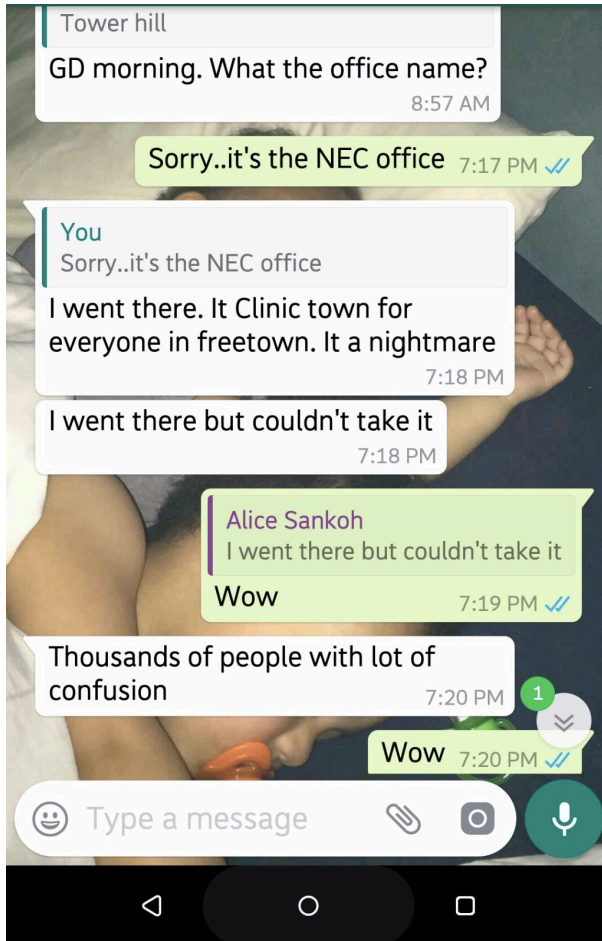 Tower hill
GD morning. What the office name?
8:57 AM
Sorry..it's the NEC office 7:17 PM
You
Sorry..it's the NEC office
I went there. It Clinic town for
everyone in freetown. It a nightmare
7:18 PM
I went there but couldn't take it
7:18 PM
Alice Sankoh
I went there but couldn't take it
Wow 7:19 PM
Thousands of people with lot of
confusion 7:20 PM
1
Wow 7:20 PM
Type a message